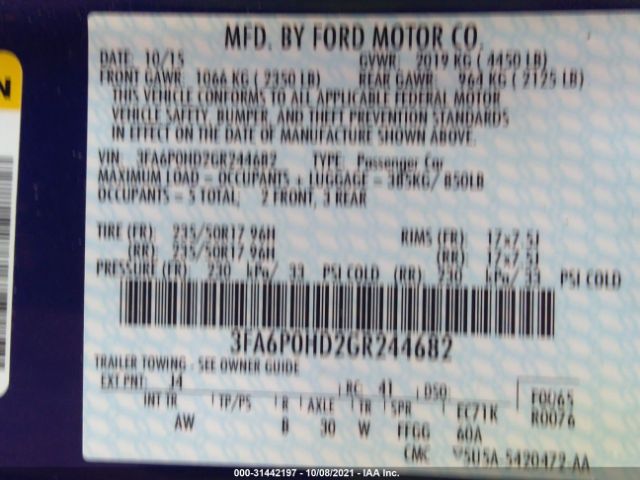 MFD. BY FORD MOTOR CO.
DATE: 10/15 GVWR: 2019 KG (4450 LB)
FRONT GAWR: 1066 KG (2350 LB) REAR GAWR: 964 KG (2125 LB)
THIS VEHICLE CONFORMS TO ALL APPLICABLE FEDERAL MOTOR
VEHICLE SAFETY, BUMPER, AND THEFT PREVENTION STANDARDS
IN EFFECT ON THE DATE OF MANUFACTURE SHOWN ABOVE.
VIN: 3FA6P0HD2GR244682 TYPE: Passenger Car
MAXIMUM LOAD - OCCUPANTS + LUGGAGE = 385KG/ 850LB
OCCUPANTS - 5 TOTAL: 2 FRONT, 3 REAR
TIRE (FR): 235/50R17 96H RIMS (FR): 17x7.5J
(RR): 235/50R17 96H (RR): 17x7.5J
PRESSURE (FR): 230 kPa/ 33 PSI COLD (RR): 230 kPa/ 33 PSI COLD
3FA6P0HD2GR244682
TRAILER TOWING - SEE OWNER GUIDE
EXT PNT: J4 RC: 41 DSO: F0065
INT TR TP/PS R AXLE TR SPR EC71K R0076
AW B 30 W FFGG 60A
CMC 5U5A-5420472-AA
N
000-31442197 - 10/08/2021 - IAA Inc.